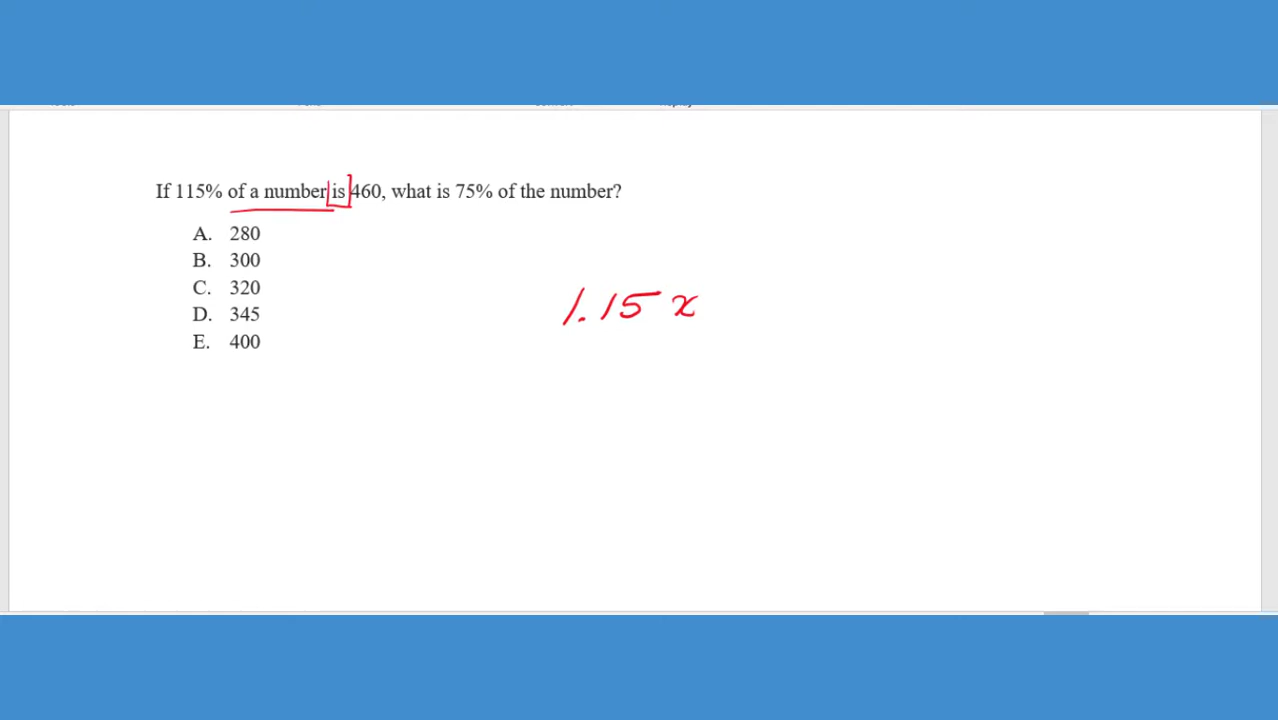 If 115% of a number is 460, what is 75% of the number?
A. 280
B. 300
C. 320
D. 345
E. 400
1.15 x